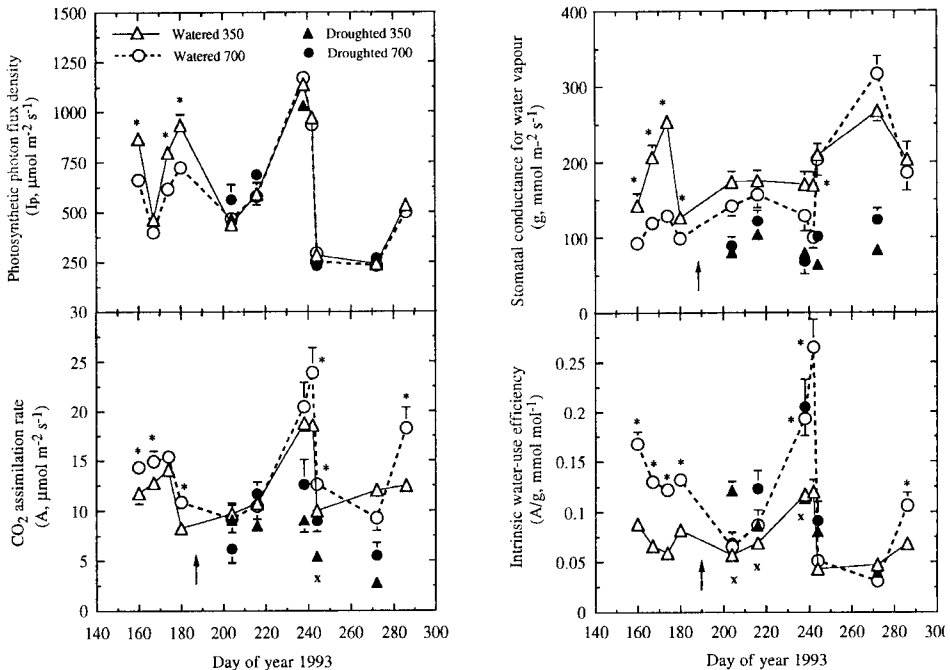 Photosynthetic photon flux density
(Ip, μmol m-2 s-1)
1500
1250
1000
750
500
250
30
Watered 350
Watered 700
Droughted 350
Droughted 700
* * *
Stomatal conductance for water vapour
(g, mmol m-2 s-1)
400
300
200
100
0
* * * * *
CO2 assimilation rate
(A, μmol m-2 s-1)
25
20
15
10
5
0
* * * * * *
x
140 160 180 200 220 240 260 280 300
Day of year 1993
Intrinsic water-use efficiency
(A/g, mmol mol-1)
0.25
0.2
0.15
0.1
0.05
0
* * * * * * *
x x x
140 160 180 200 220 240 260 280 300
Day of year 1993